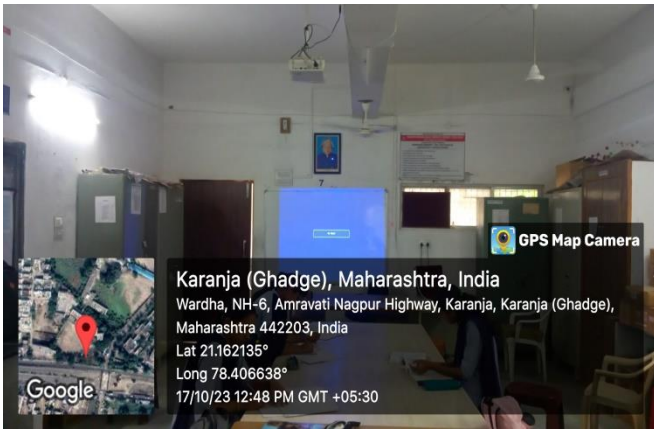 7
GPS Map Camera
Karanja (Ghadge), Maharashtra, India
Wardha, NH-6, Amravati Nagpur Highway, Karanja, Karanja (Ghadge),
Maharashtra 442203, India
Lat 21.162135°
Long 78.406638°
17/10/23 12:48 PM GMT +05:30
Google